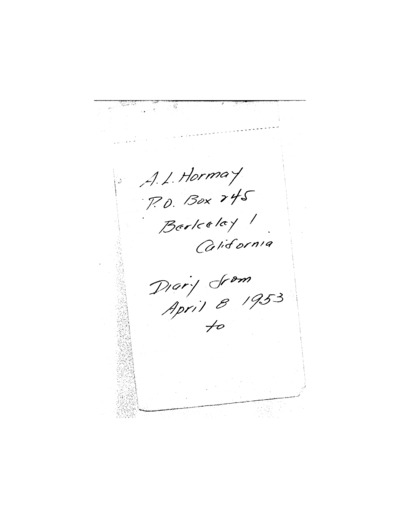 A. L. Hormay
P.O. Box 245
Berkeley 1
California
Diary from
April 8 1953
to